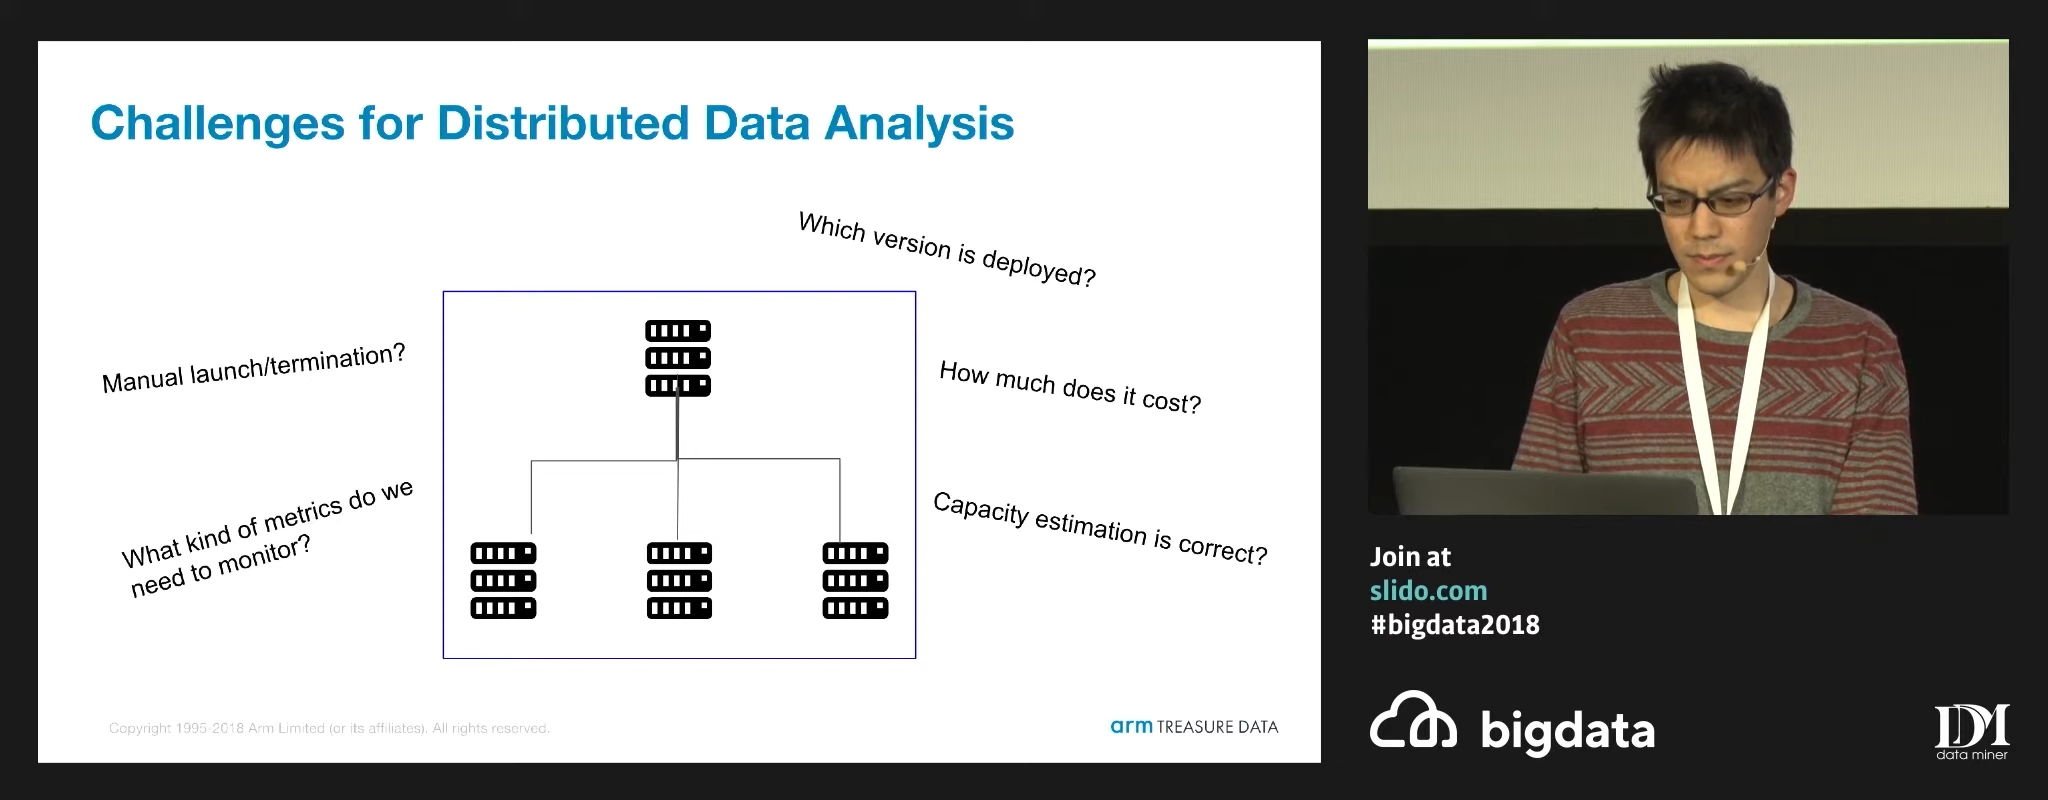 Challenges for Distributed Data Analysis
Which version is deployed?
Manual launch/termination?
How much does it cost?
What kind of metrics do we
need to monitor?
Capacity estimation is correct?
Copyright 1995-2018 Arm Limited (or its affiliates). All rights reserved.
arm TREASURE DATA
Join at
slido.com
#bigdata2018
bigdata
DM
data miner